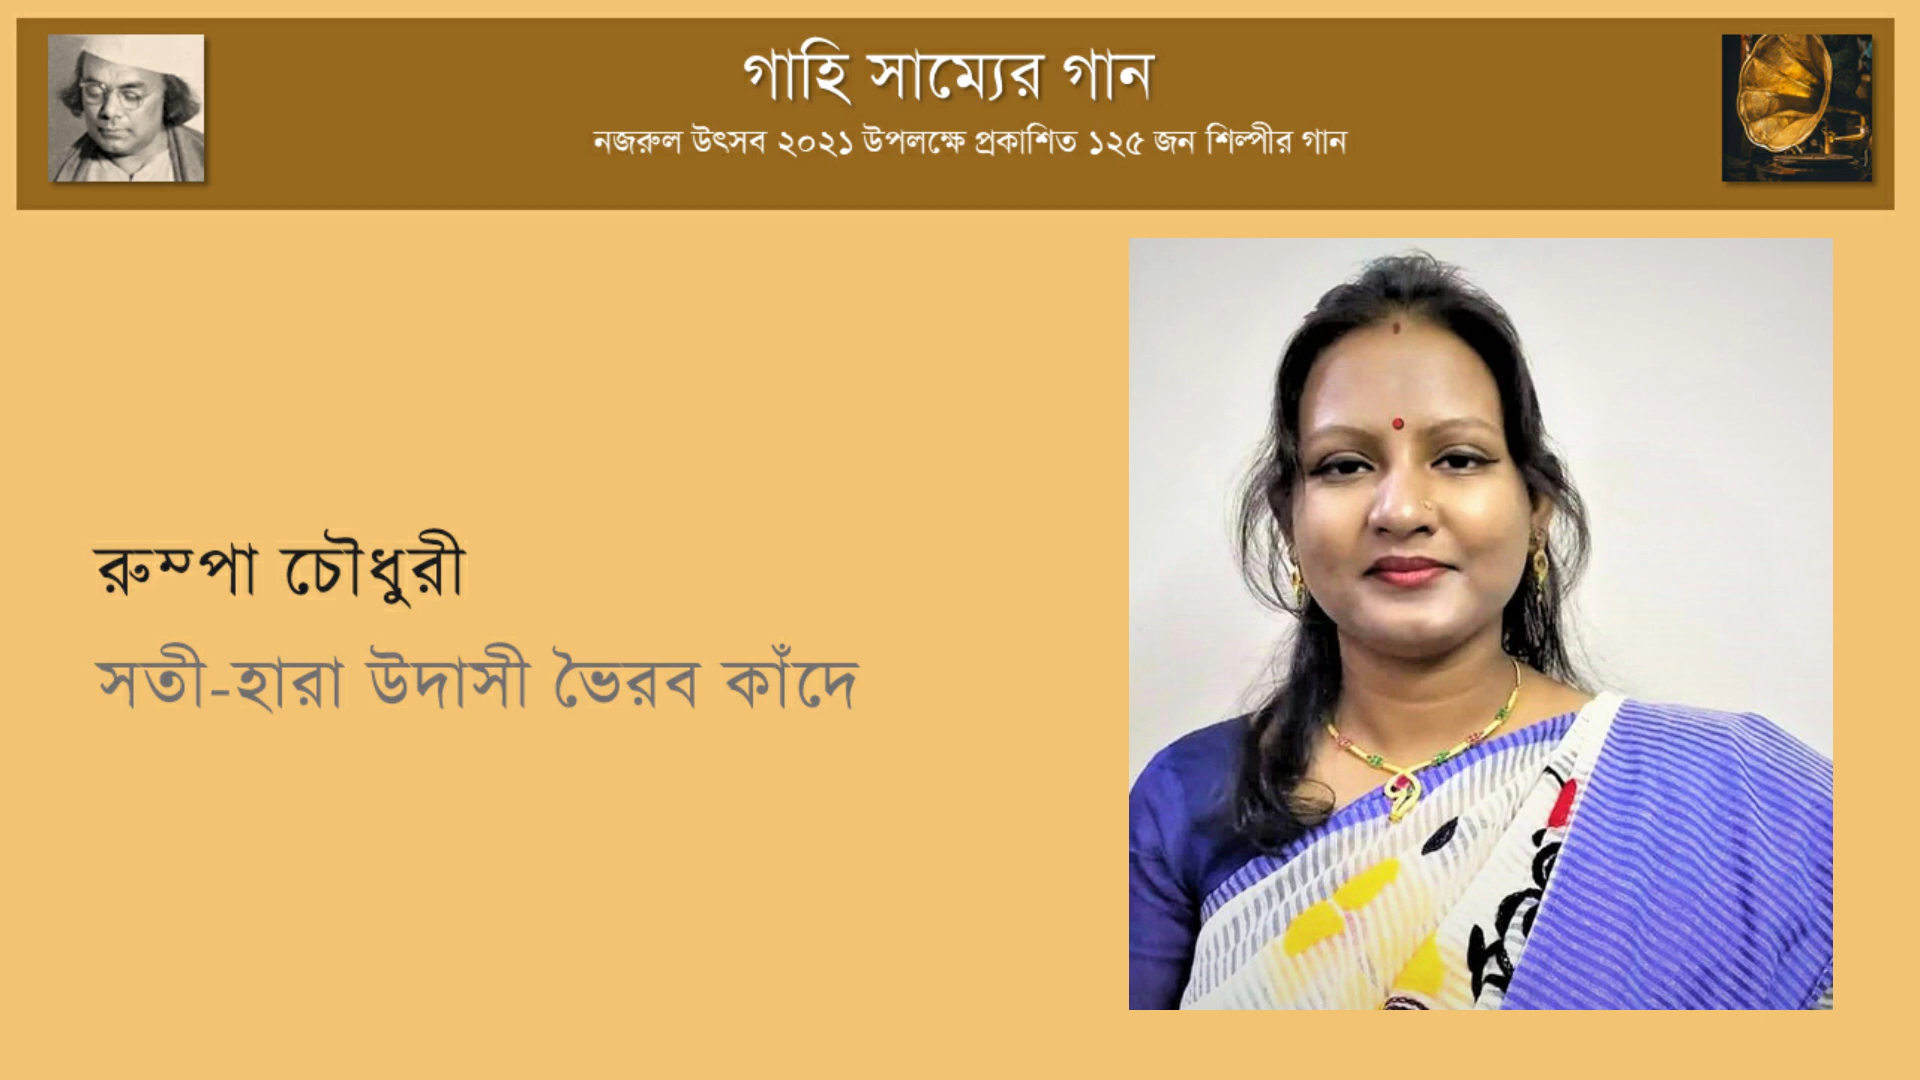 গাহি সাম্যের গান
নজরুল উৎসব ২০২১ উপলক্ষে প্রকাশিত ১২৫ জন শিল্পীর গান
রুম্পা চৌধুরী
সতী-হারা উদাসী ভৈরব কাঁদে